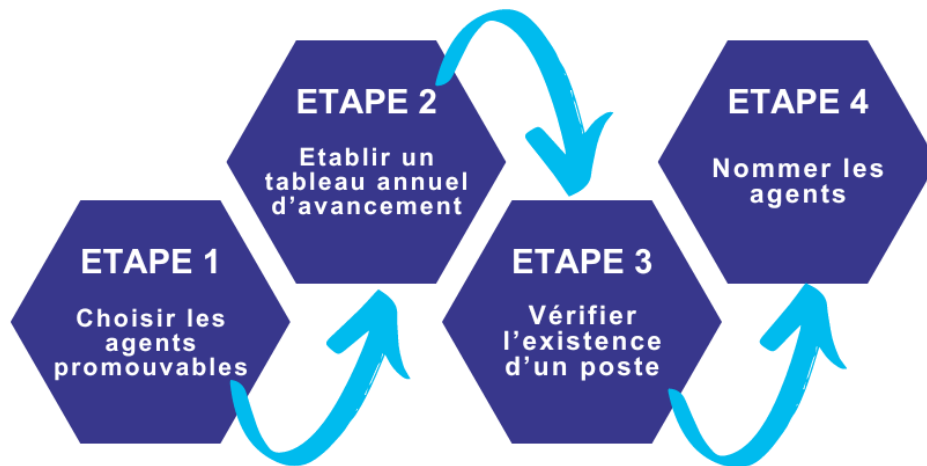 ETAPE 1
Choisir les
agents
promouvables
ETAPE 2
Etablir un
tableau annuel
d’avancement
ETAPE 3
Vérifier
l’existence
d’un poste
ETAPE 4
Nommer les
agents